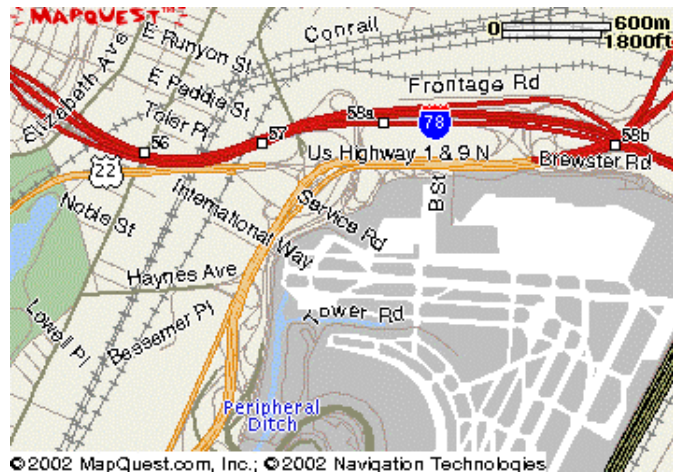 MAPQUEST
0 600m
1800ft
Conrail
E Runyon St
Elizabeth Ave
E Peddie St
Frontage Rd
Toler Pl
58a
78
56
57
58b
22
Us Highway 1 & 9 N
Brewster Rd
B St
International Way
Service Rd
Noble St
Haynes Ave
Tower Rd
Lowell Pl
Bessemer Pl
Peripheral
Ditch
©2002 MapQuest.com, Inc.; ©2002 Navigation Technologies